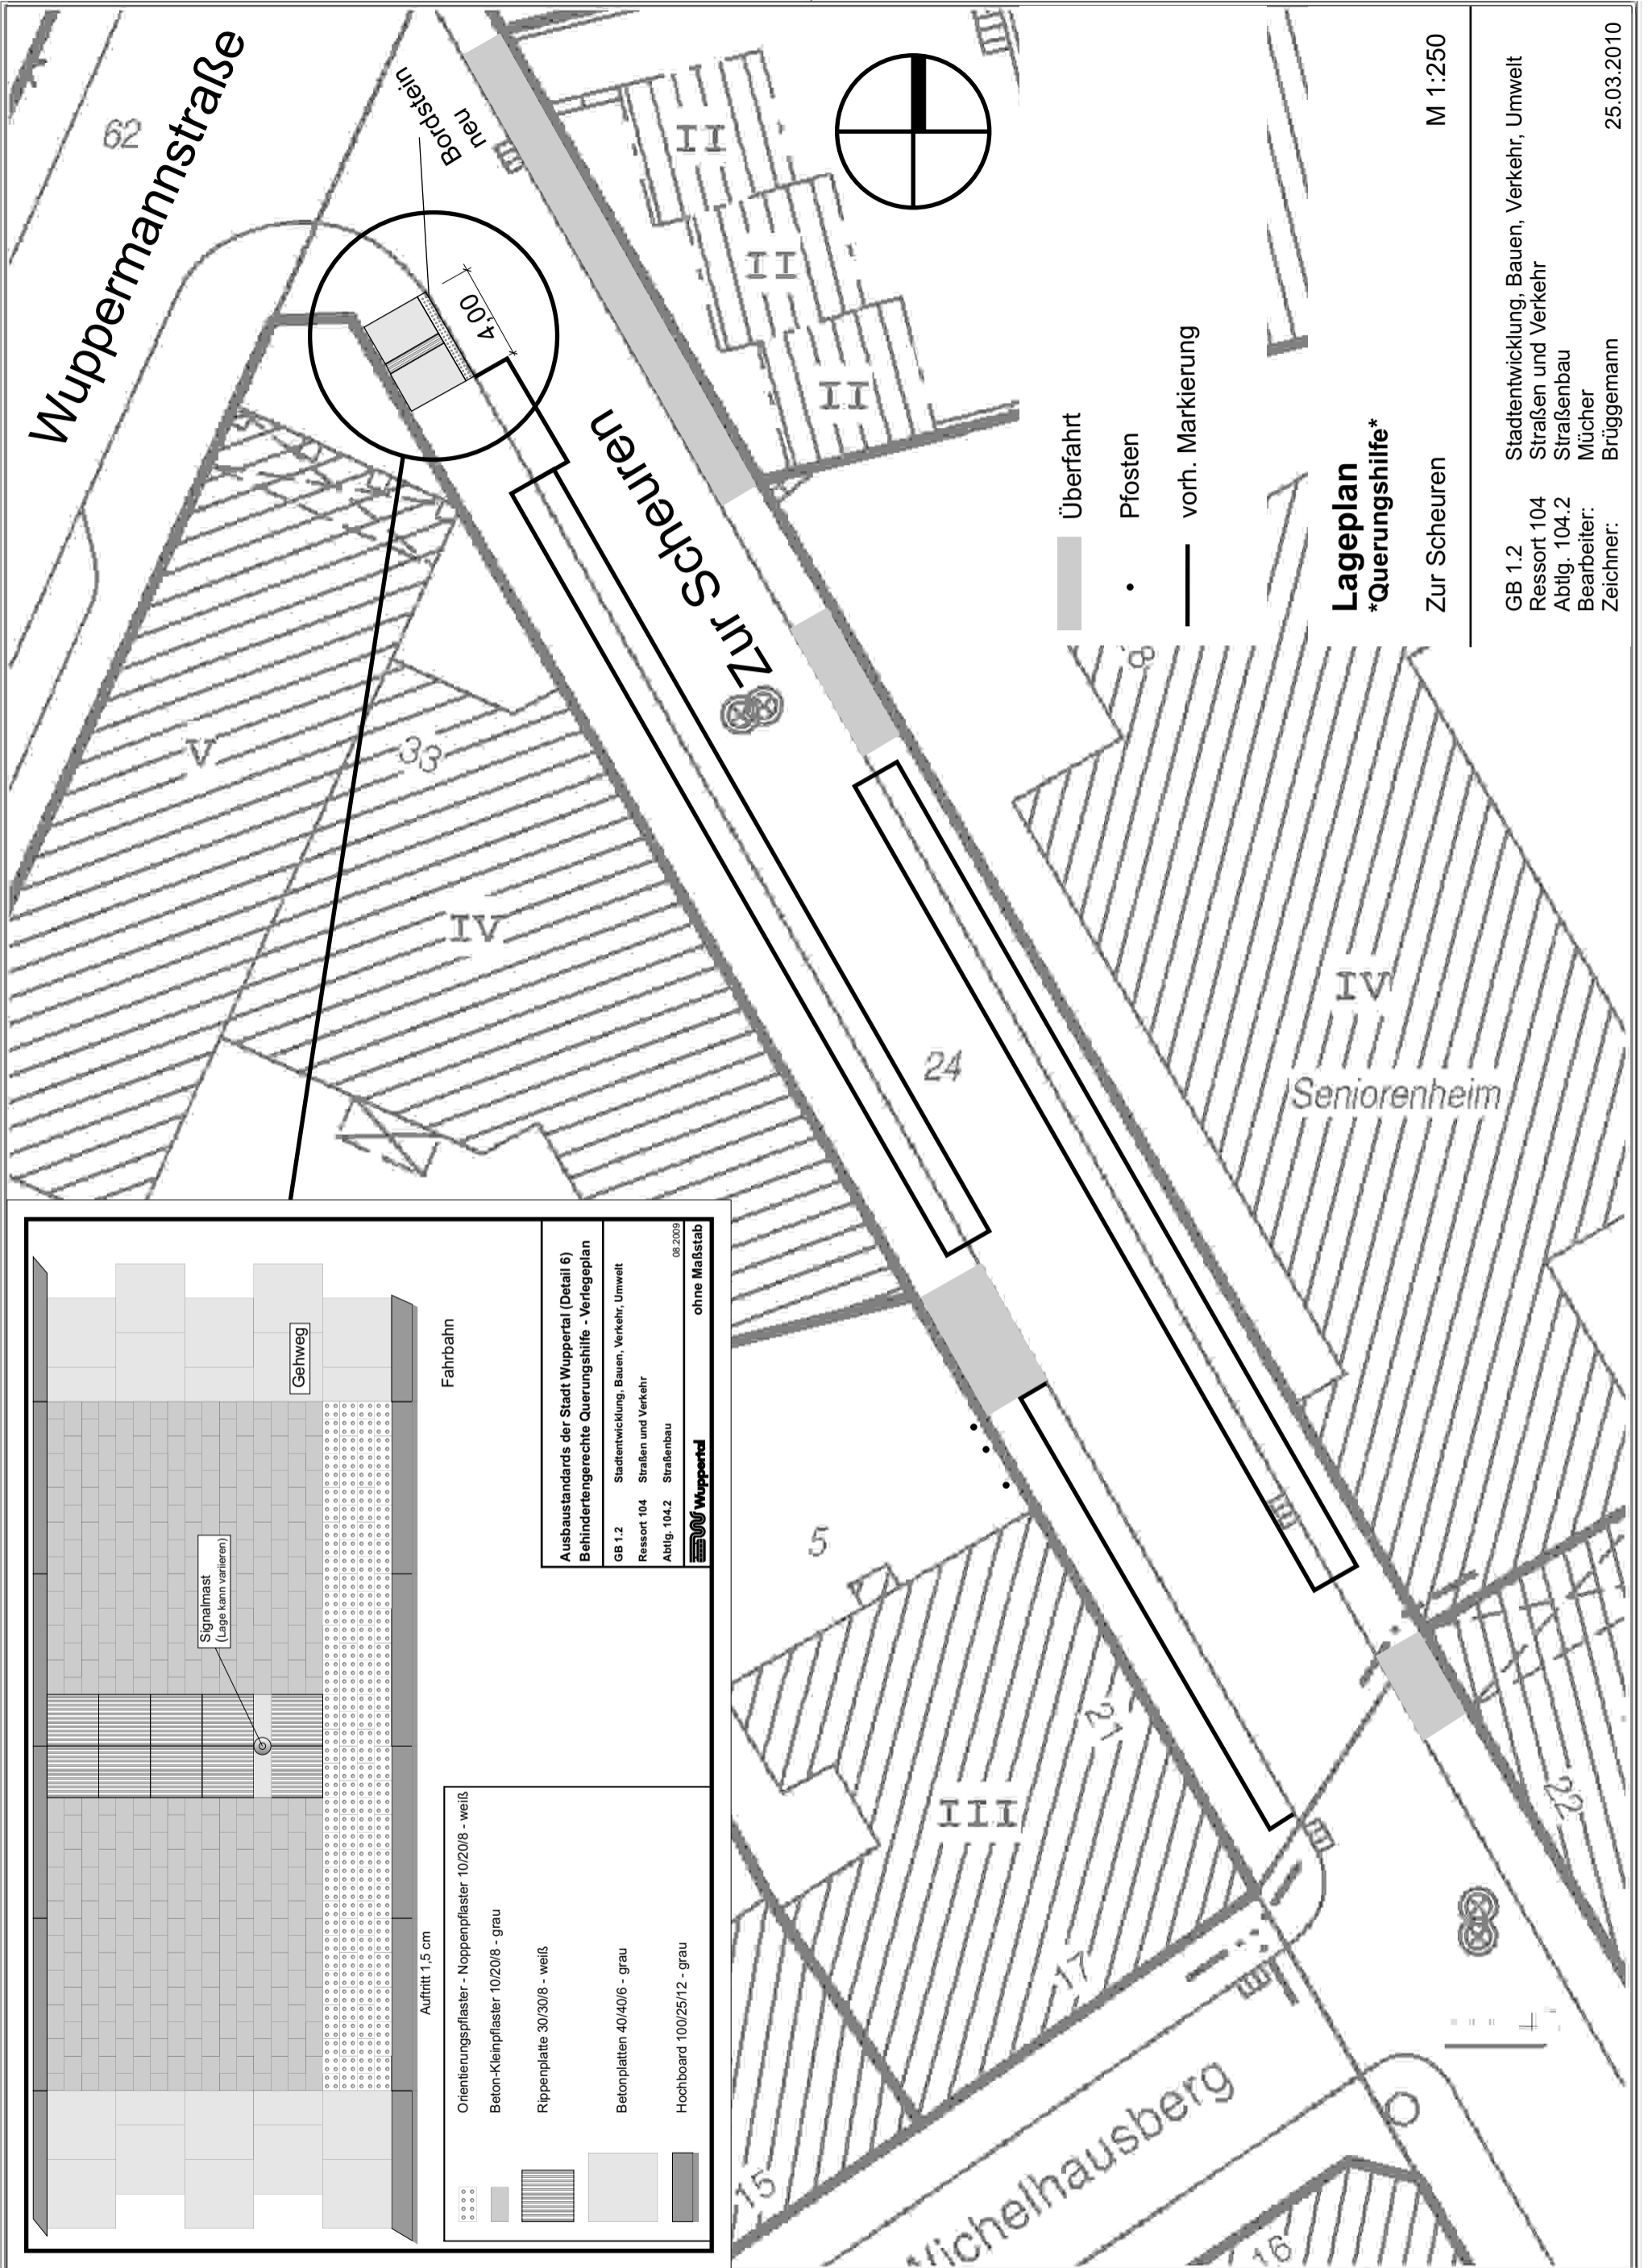 Wuppermannstraße
62
Bordstein
neu
4,00
II
II
II
Zur Scheuren
V
33
IV
24
IV
Seniorenheim
8
5
21
III
17
15
22
16
Michelhausberg
Überfahrt
Pfosten
vorh. Markierung
Lageplan
*Querungshilfe*
Zur Scheuren M 1:250
GB 1.2 Stadtentwicklung, Bauen, Verkehr, Umwelt
Ressort 104 Straßen und Verkehr
Abtlg. 104.2 Straßenbau
Bearbeiter: Mücher
Zeichner: Brüggemann 25.03.2010
Gehweg
Signalmast
(Lage kann variieren)
Auftritt 1,5 cm
Fahrbahn
Orientierungspflaster - Noppenpflaster 10/20/8 - weiß
Beton-Kleinpflaster 10/20/8 - grau
Rippenplatte 30/30/8 - weiß
Betonplatten 40/40/6 - grau
Hochboard 100/25/12 - grau
Ausbaustandards der Stadt Wuppertal (Detail 6)
Behindertengerechte Querungshilfe - Verlegeplan
GB 1.2 Stadtentwicklung, Bauen, Verkehr, Umwelt
Ressort 104 Straßen und Verkehr
Abtlg. 104.2 Straßenbau 08.2009
Wuppertal ohne Maßstab